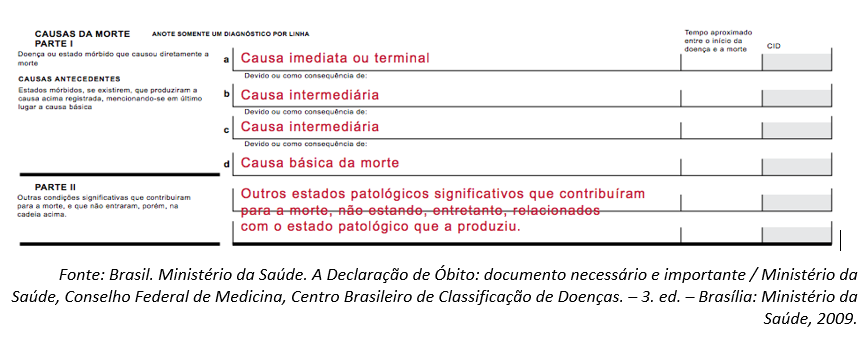 CAUSAS DA MORTE ANOTE SOMENTE UM DIAGNÓSTICO POR LINHA
PARTE I
Doença ou estado mórbido que causou diretamente a
morte
Tempo aproximado
entre o início da
doença e a morte
CID
a Causa imediata ou terminal
Devido ou como consequência de:
CAUSAS ANTECEDENTES
Estados mórbidos, se existirem, que produziram a
causa acima registrada, mencionando-se em último
lugar a causa básica
b Causa intermediária
Devido ou como consequência de:
c Causa intermediária
Devido ou como consequência de:
d Causa básica da morte
PARTE II
Outras condições significativas que contribuiram
para a morte, e que não entraram, porém, na
cadeia acima.
Outros estados patológicos significativos que contribuíram
para a morte, não estando, entretanto, relacionados
com o estado patológico que a produziu.
Fonte: Brasil. Ministério da Saúde. A Declaração de Óbito: documento necessário e importante / Ministério da
Saúde, Conselho Federal de Medicina, Centro Brasileiro de Classificação de Doenças. – 3. ed. – Brasília: Ministério da
Saúde, 2009.